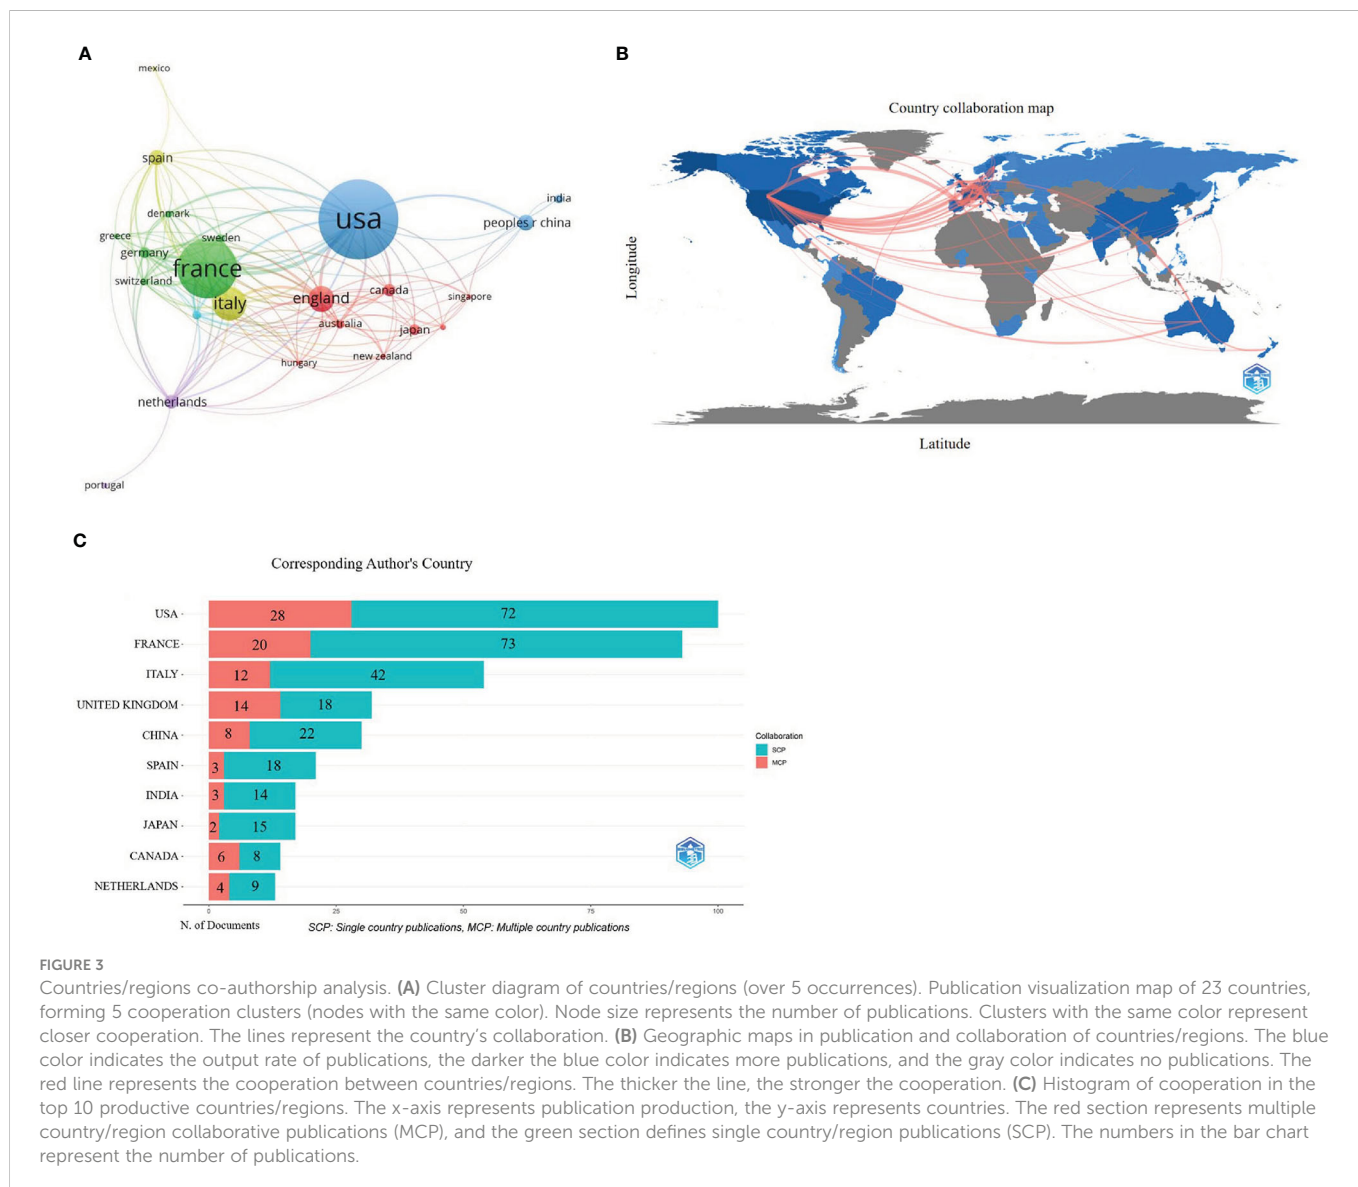 A
mexico
spain
denmark
greece
sweden
germany
france
switzerland
italy
usa
india
peoples r china
england
canada
singapore
australia
japan
hungary
new zealand
netherlands
portugal
B
Country collaboration map
Longitude
Latitude
C
Corresponding Author's Country
USA 28 72
FRANCE 20 73
ITALY 12 42
UNITED KINGDOM 14 18
CHINA 8 22
SPAIN 3 18
INDIA 3 14
JAPAN 2 15
CANADA 6 8
NETHERLANDS 4 9
0 25 50 75 100
N. of Documents
SCP: Single country publications, MCP: Multiple country publications
Collaboration
SCP
MCP
FIGURE 3
Countries/regions co-authorship analysis. (A) Cluster diagram of countries/regions (over 5 occurrences). Publication visualization map of 23 countries,
forming 5 cooperation clusters (nodes with the same color). Node size represents the number of publications. Clusters with the same color represent
closer cooperation. The lines represent the country's collaboration. (B) Geographic maps in publication and collaboration of countries/regions. The blue
color indicates the output rate of publications, the darker the blue color indicates more publications, and the gray color indicates no publications. The
red line represents the cooperation between countries/regions. The thicker the line, the stronger the cooperation. (C) Histogram of cooperation in the
top 10 productive countries/regions. The x-axis represents publication production, the y-axis represents countries. The red section represents multiple
country/region collaborative publications (MCP), and the green section defines single country/region publications (SCP). The numbers in the bar chart
represent the number of publications.